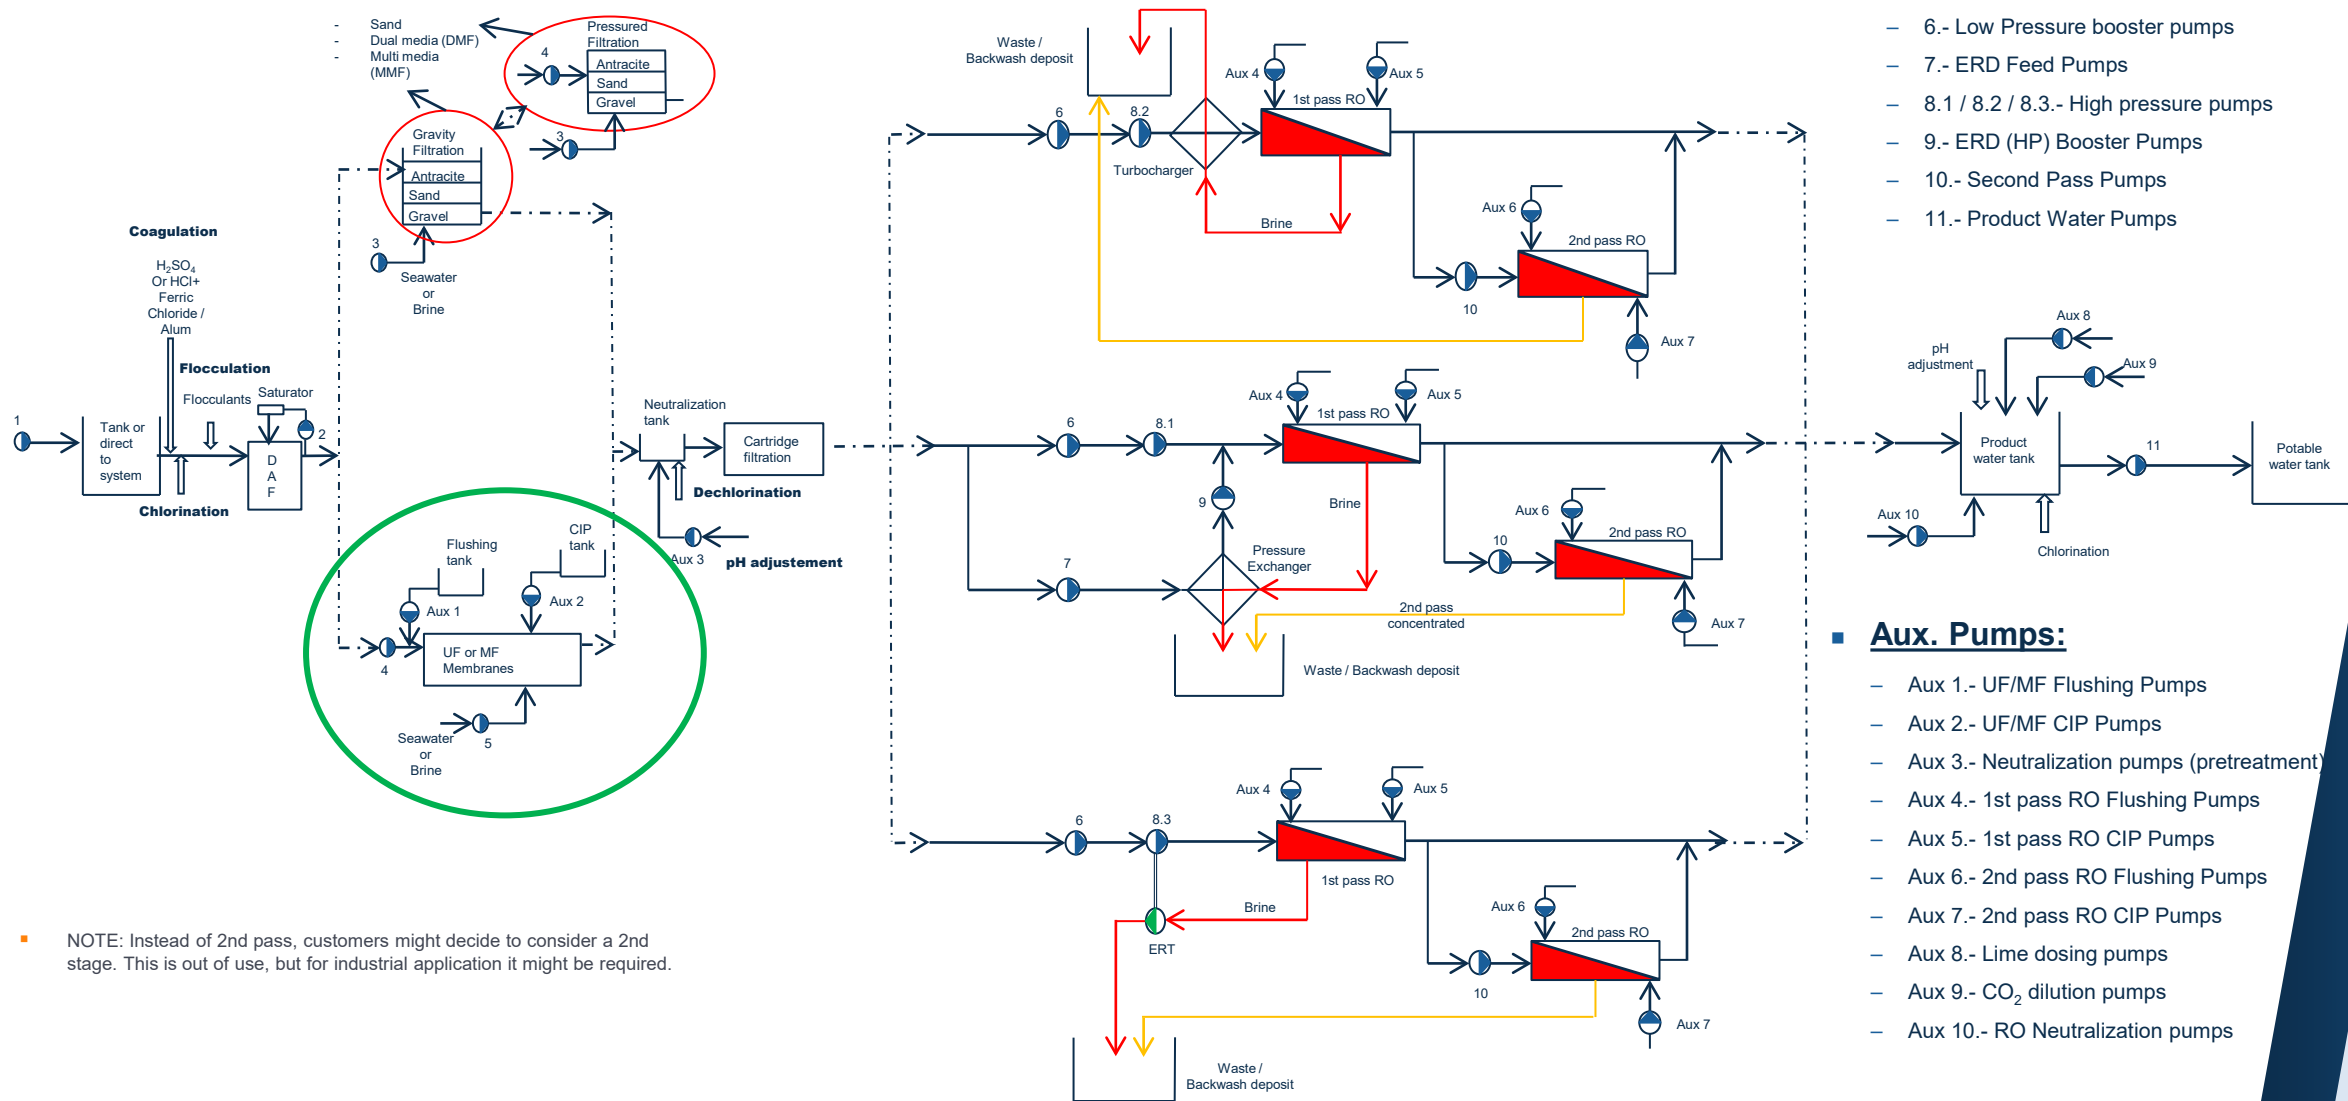 - Sand
- Dual media (DMF)
- Multi media
(MMF)
Pressured
Filtration
4
Antracite
Sand
Gravel
3
Gravity
Filtration
Antracite
Sand
Gravel
3
Seawater
or
Brine
Coagulation
H₂SO₄
Or HCl+
Ferric
Chloride /
Alum
Flocculation
Flocculants
Saturator
1
Tank or
direct
to
system
2
D
A
F
Chlorination
Neutralization
tank
Cartridge
filtration
Dechlorination
Aux 3
pH adjustement
Flushing
tank
CIP
tank
Aux 1
Aux 2
4
UF or MF
Membranes
5
Seawater
or
Brine
Waste /
Backwash deposit
6
8.2
Aux 4
Aux 5
1st pass RO
Turbocharger
Brine
Aux 6
2nd pass RO
10
Aux 7
6
8.1
Aux 4
Aux 5
1st pass RO
9
Brine
7
Pressure
Exchanger
Aux 6
10
2nd pass RO
2nd pass
concentrated
Aux 7
Waste / Backwash deposit
6
8.3
Aux 4
Aux 5
1st pass RO
Brine
ERT
Aux 6
2nd pass RO
10
Aux 7
Waste /
Backwash deposit
pH
adjustment
Aux 8
Aux 9
Product
water tank
11
Potable
water tank
Aux 10
Chlorination
– 6.- Low Pressure booster pumps
– 7.- ERD Feed Pumps
– 8.1 / 8.2 / 8.3.- High pressure pumps
– 9.- ERD (HP) Booster Pumps
– 10.- Second Pass Pumps
– 11.- Product Water Pumps
▪ Aux. Pumps:
– Aux 1.- UF/MF Flushing Pumps
– Aux 2.- UF/MF CIP Pumps
– Aux 3.- Neutralization pumps (pretreatment)
– Aux 4.- 1st pass RO Flushing Pumps
– Aux 5.- 1st pass RO CIP Pumps
– Aux 6.- 2nd pass RO Flushing Pumps
– Aux 7.- 2nd pass RO CIP Pumps
– Aux 8.- Lime dosing pumps
– Aux 9.- CO₂ dilution pumps
– Aux 10.- RO Neutralization pumps
▪ NOTE: Instead of 2nd pass, customers might decide to consider a 2nd
stage. This is out of use, but for industrial application it might be required.